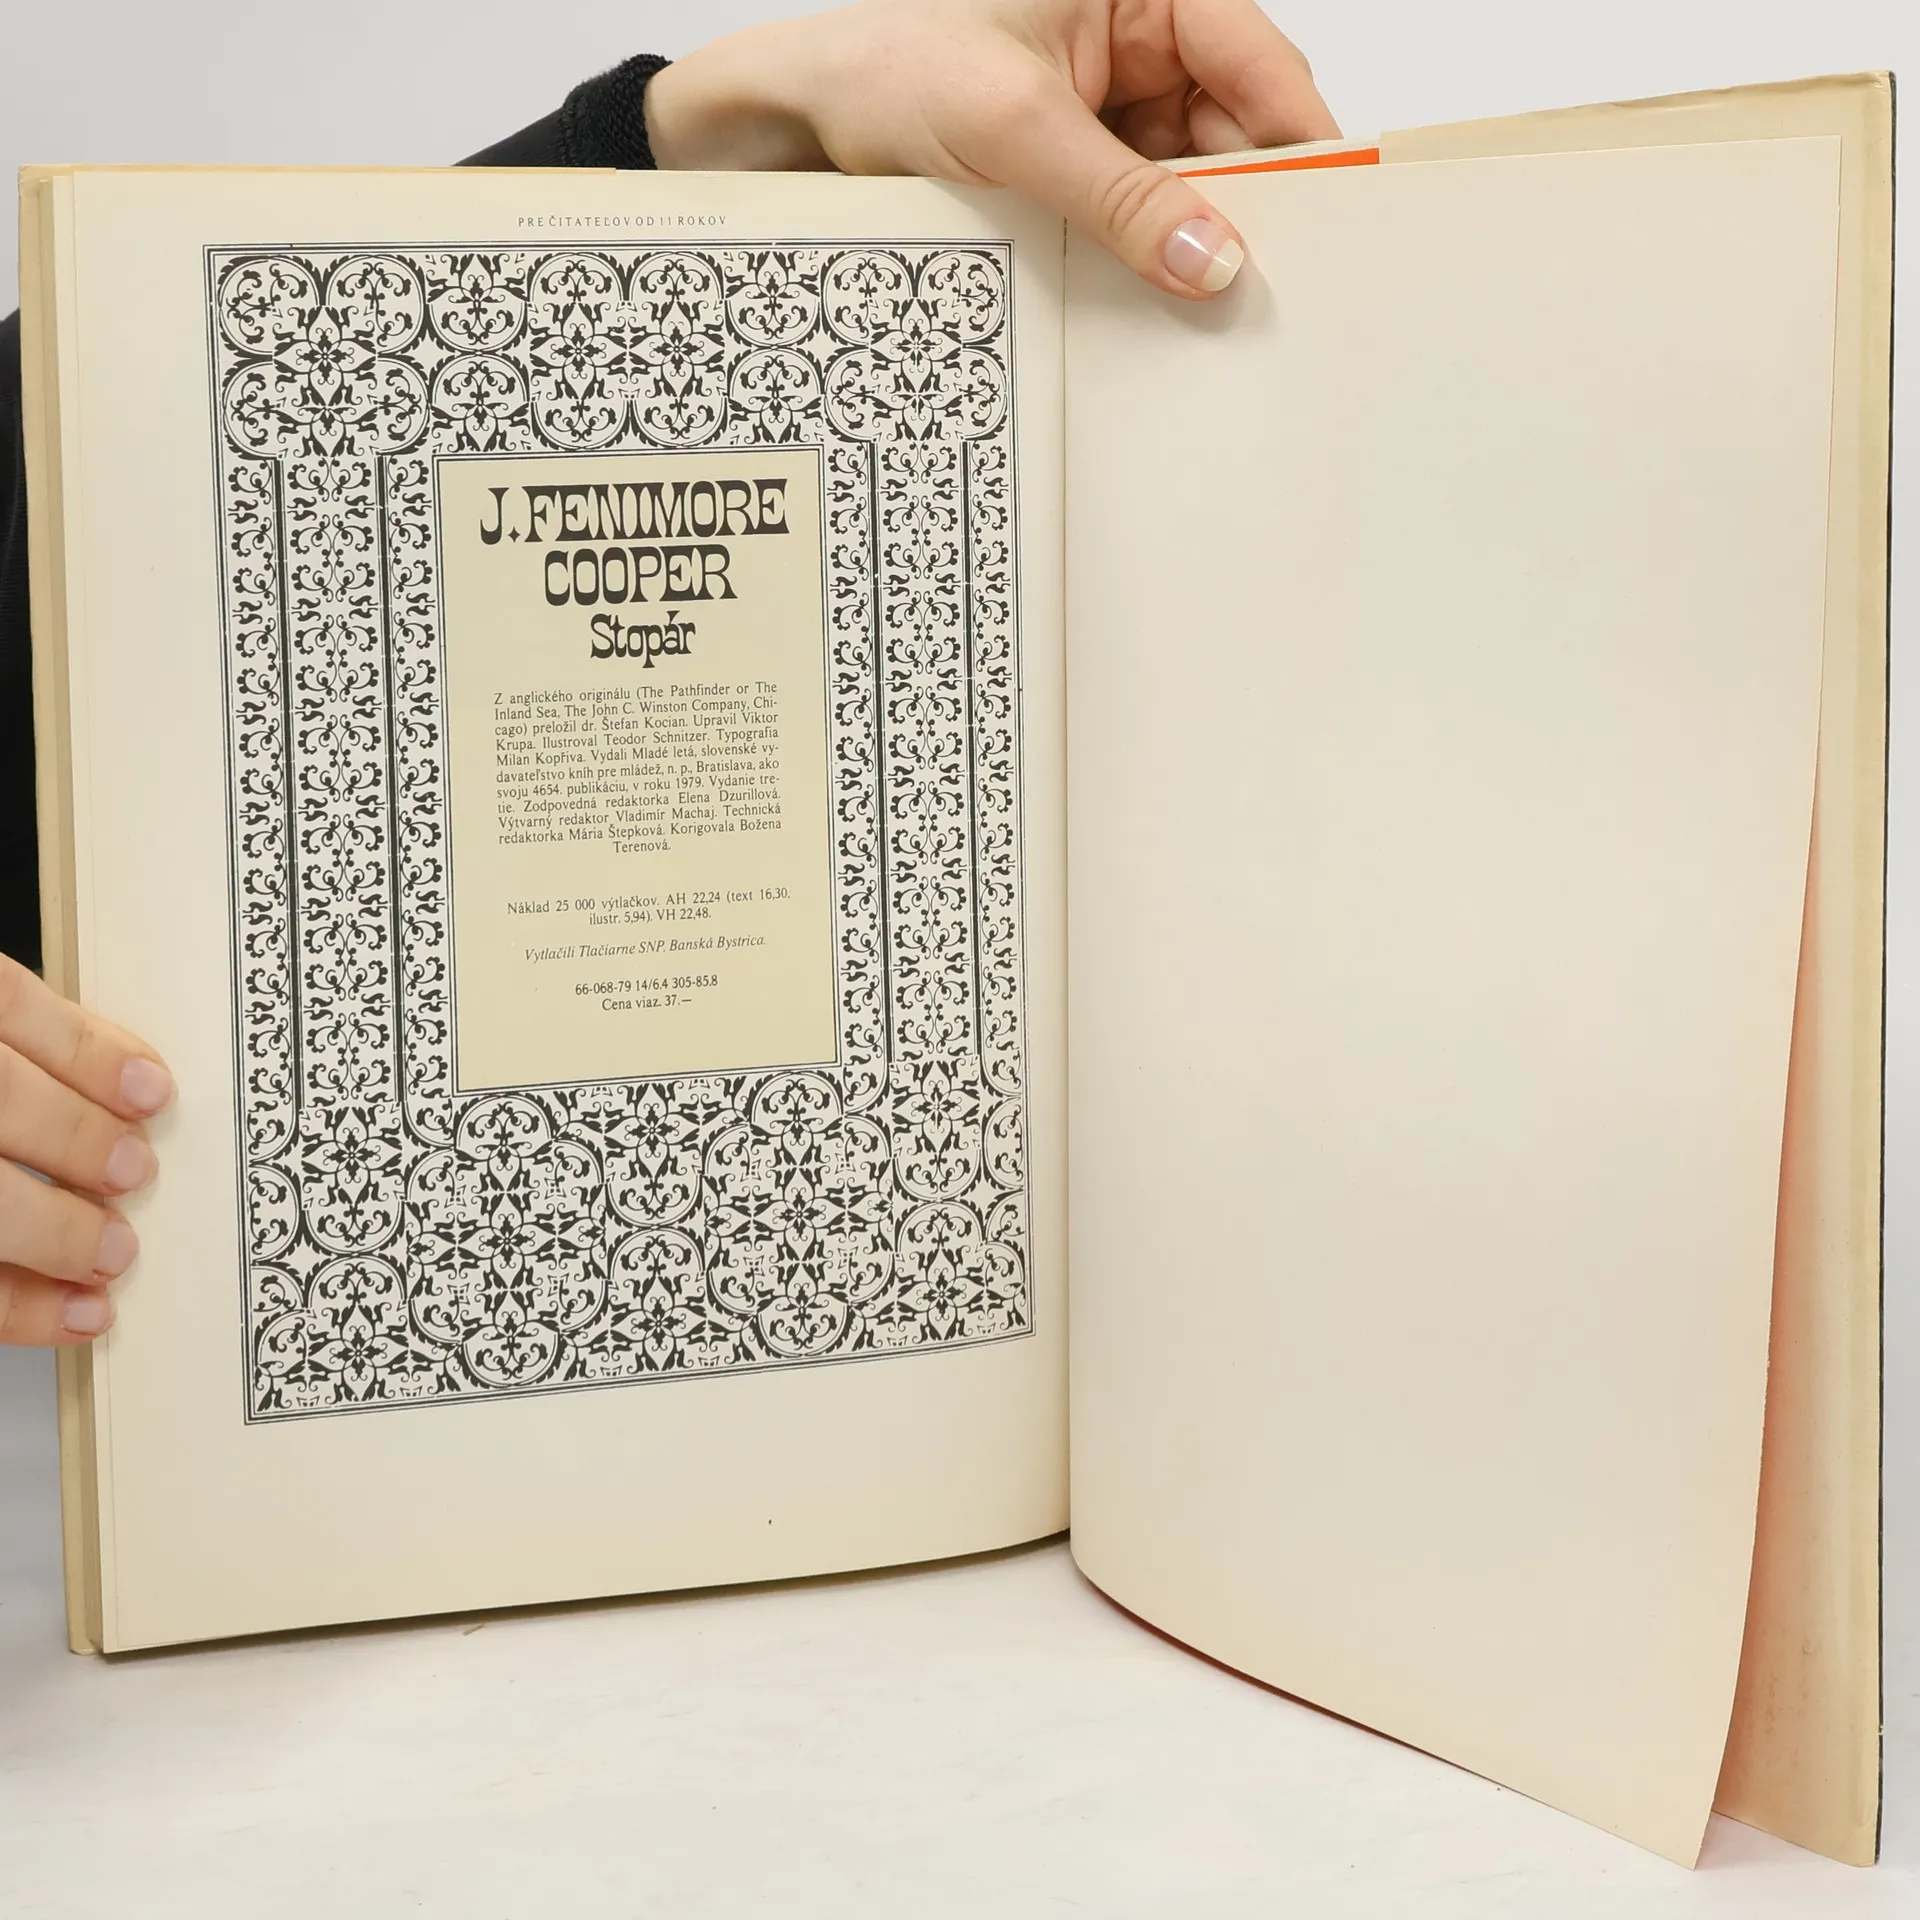 PRE ČITATEĽOV OD 11 ROKOV
J. FENIMORE
COOPER
Stopár
Z anglického originálu (The Pathfinder or The
Inland Sea, The John C. Winston Company, Chi-
cago) preložil dr. Štefan Kocian. Upravil Viktor
Krupa. Ilustroval Teodor Schnitzer. Typografia
Milan Kopřiva. Vydali Mladé letá, slovenské vy-
davateľstvo kníh pre mládež, n. p., Bratislava, ako
svoju 4654. publikáciu, v roku 1979. Vydanie tre-
tie. Zodpovedná redaktorka Elena Dzurillová.
Výtvarný redaktor Vladimír Machaj. Technická
redaktorka Mária Štepková. Korigovala Božena
Terenová.
Náklad 25 000 výtlačkov. AH 22,24 (text 16,30,
ilustr. 5,94). VH 22,48.
Vytlačili Tlačiarne SNP, Banská Bystrica.
66-068-79 14/6,4 305-85.8
Cena viaz. 37.—